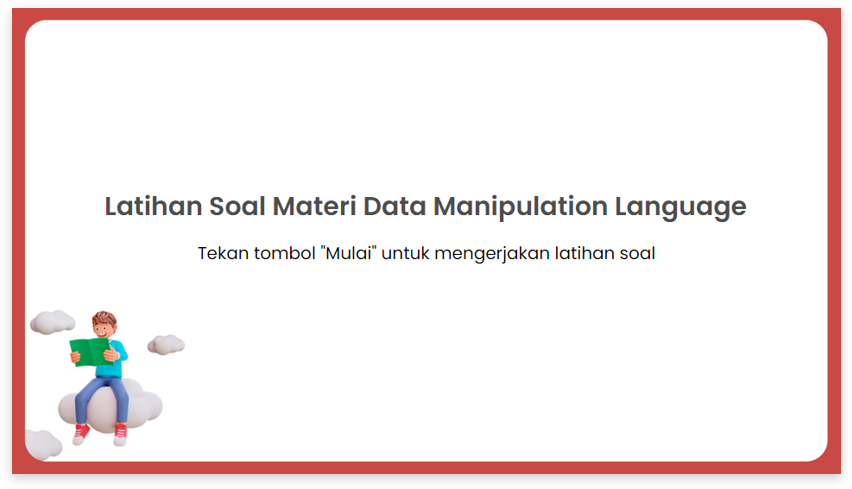 Latihan Soal Materi Data Manipulation Language
Tekan tombol "Mulai" untuk mengerjakan latihan soal